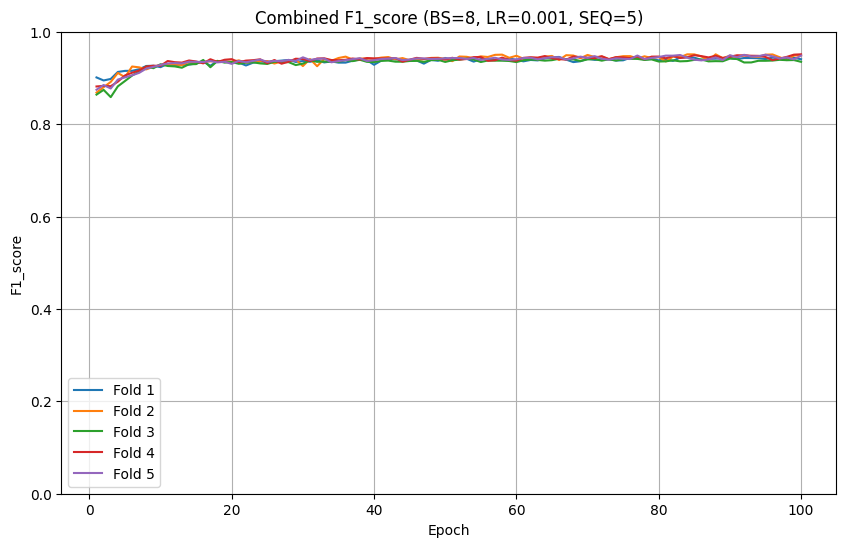 Combined F1_score (BS=8, LR=0.001, SEQ=5)
1.0
0.8
0.6
0.4
0.2
0.0
F1_score
Fold 1
Fold 2
Fold 3
Fold 4
Fold 5
0 20 40 60 80 100
Epoch